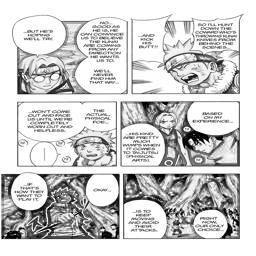 SO I'LL HUNT
DOWN THE
COWARD WHO'S
THROWING KUNAI
KNIVES FROM
BEHIND THE
SCENES...
...AND
KICK
HIS
BUTT!!
NO...
GOOD.
AS HE IS, HE
CAN CONVINCE US
TO BELIEVE
THE KUNAI
ARE COMING
FROM ANY
DIRECTION
HE WANTS
US TO.
WE'LL
NEVER
FIND HIM
THAT WAY...
...BUT HE'S
HOPING
WE'LL TRY.
BASED
ON MY
EXPERIENCE...
...HIS KIND ARE
PRETTY MUCH
WIMPS WHEN IT
COMES TO
TAIJUTSU
(PHYSICAL
ARTS).
THE
ACTUAL,
PHYSICAL
FOE...
...WON'T COME
OUT AND FACE
US UNTIL WE'RE
COMPLETELY
WORN OUT AND
HELPLESS.
RIGHT
NOW, OUR
ONLY
CHOICE...
...IS TO KEEP
MOVING
AND AVOID
THEIR
ATTACKS.
OKAY...
IF
THAT'S
HOW THEY
WANT TO
PLAY IT,